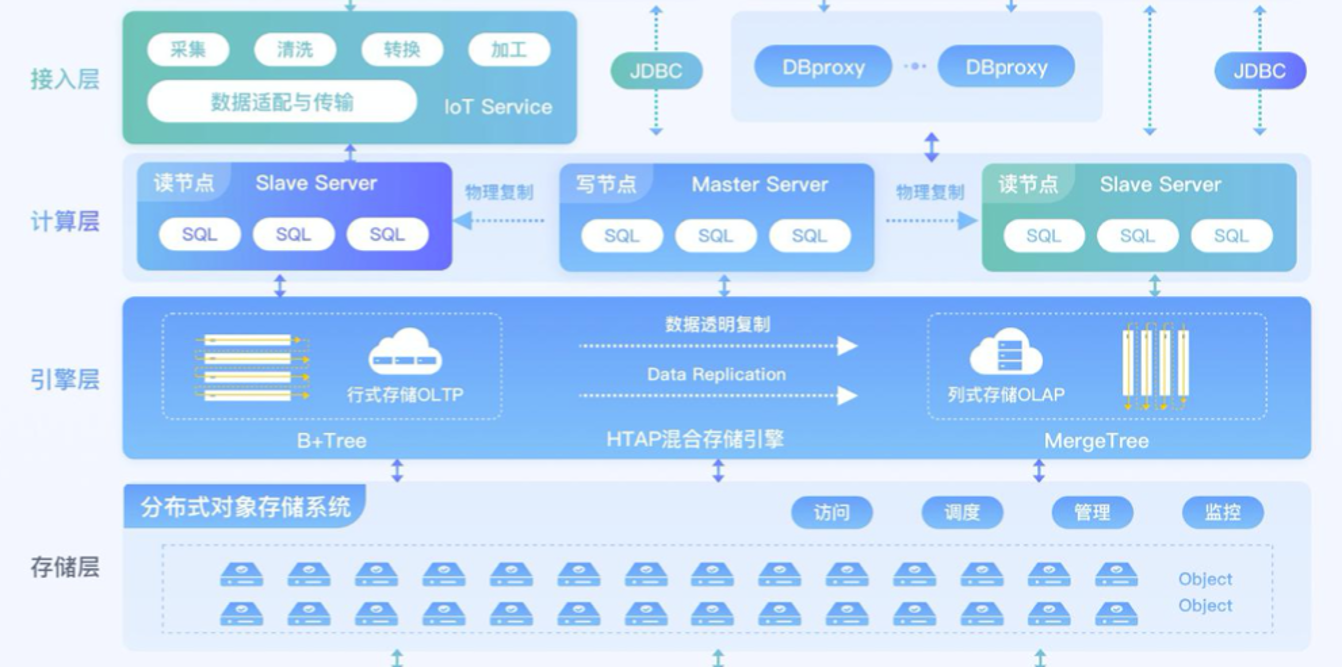 接入层
采集
清洗
转换
加工
数据适配与传输
IoT Service
JDBC
DBproxy
DBproxy
JDBC
计算层
读节点
Slave Server
SQL
SQL
SQL
物理复制
写节点
Master Server
SQL
SQL
SQL
物理复制
读节点
Slave Server
SQL
SQL
SQL
引擎层
行式存储OLTP
B+Tree
数据透明复制
Data Replication
HTAP混合存储引擎
列式存储OLAP
MergeTree
存储层
分布式对象存储系统
访问
调度
管理
监控
Object
Object